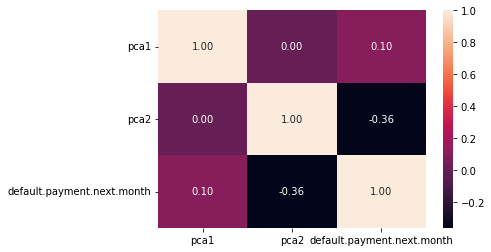 pca1
pca2
default.payment.next.month
1.00 0.00 0.10
0.00 1.00 -0.36
0.10 -0.36 1.00
pca1 pca2 default.payment.next.month
1.0
0.8
0.6
0.4
0.2
0.0
-0.2